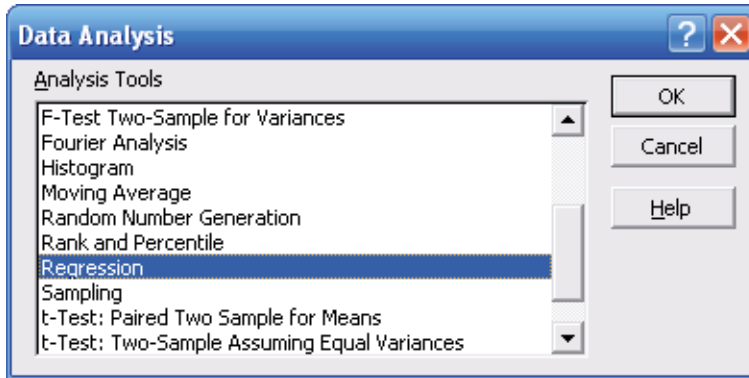 Data Analysis
Analysis Tools
F-Test Two-Sample for Variances
Fourier Analysis
Histogram
Moving Average
Random Number Generation
Rank and Percentile
Regression
Sampling
t-Test: Paired Two Sample for Means
t-Test: Two-Sample Assuming Equal Variances
OK
Cancel
Help